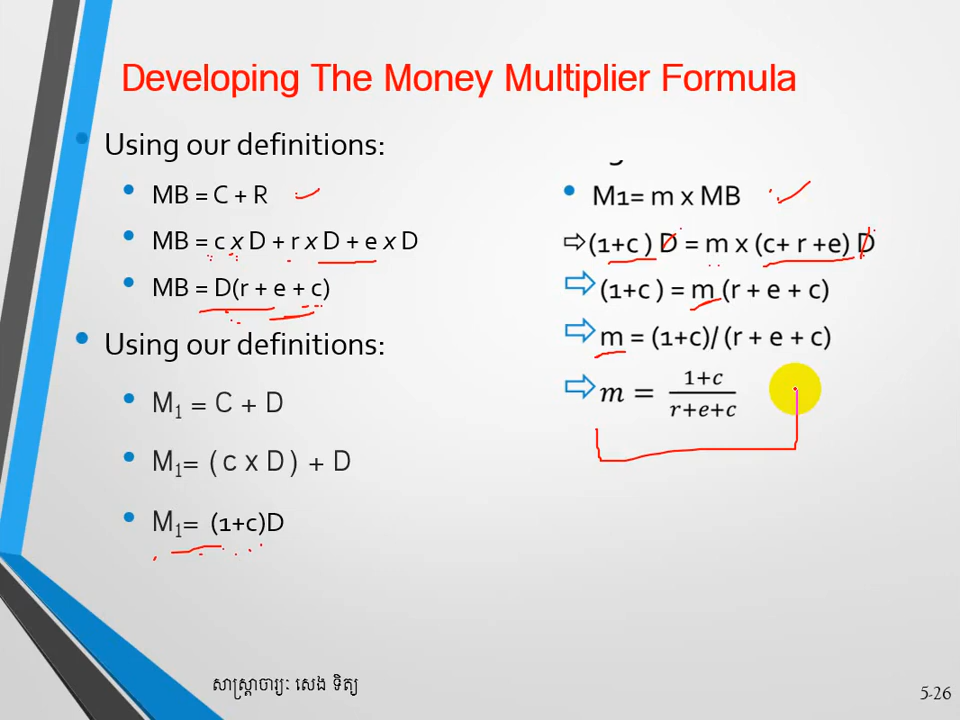 Developing The Money Multiplier Formula
• Using our definitions:
• MB = C + R
• MB = c x D + r x D + e x D
• MB = D(r + e + c)
• Using our definitions:
• M₁ = C + D
• M₁= ( c x D ) + D
• M₁= (1+c)D
• M1= m x MB
⇨(1+c ) D = m x (c+ r +e) D
⇨ (1+c ) = m (r + e + c)
⇨ m = (1+c)/ (r + e + c)
⇨ m = \frac{1+c}{r+e+c}
សាស្ត្រាចារ្យៈ សេង ទិត្យ
5-26